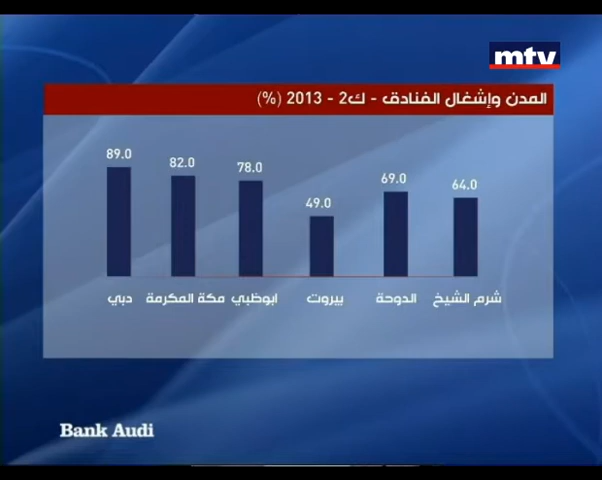 mtv
المدن وإشغال الفنادق - ك2 - 2013 (%)
89.0 82.0 78.0 49.0 69.0 64.0
دبي مكة المكرمة ابوظبي بيروت الدوحة شرم الشيخ
Bank Audi